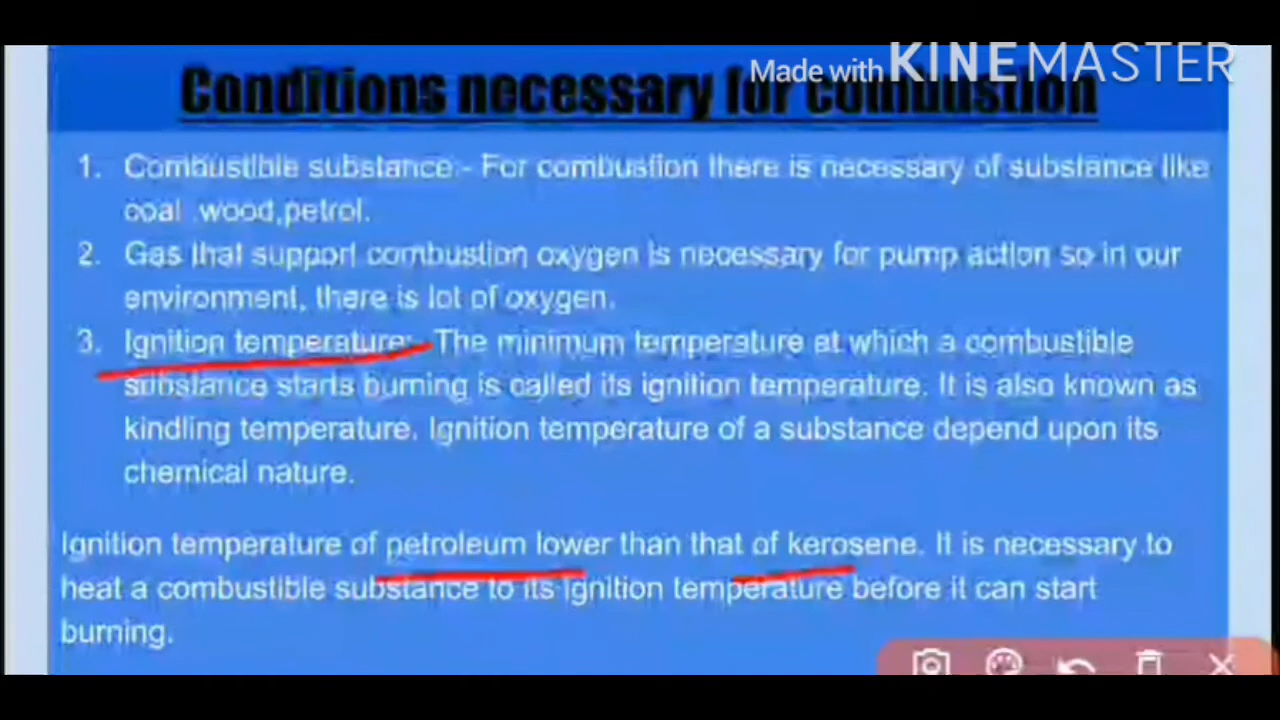 Made with KINEMASTER
Conditions necessary for combustion
1. Combustible substance:- For combustion there is necessary of substance like
coal .wood,petrol.
2. Gas that support combustion oxygen is necessary for pump action so in our
environment, there is lot of oxygen.
3. Ignition temperature:- The minimum temperature at which a combustible
substance starts burning is called its ignition temperature. It is also known as
kindling temperature. Ignition temperature of a substance depend upon its
chemical nature.
Ignition temperature of petroleum lower than that of kerosene. It is necessary to
heat a combustible substance to its ignition temperature before it can start
burning.